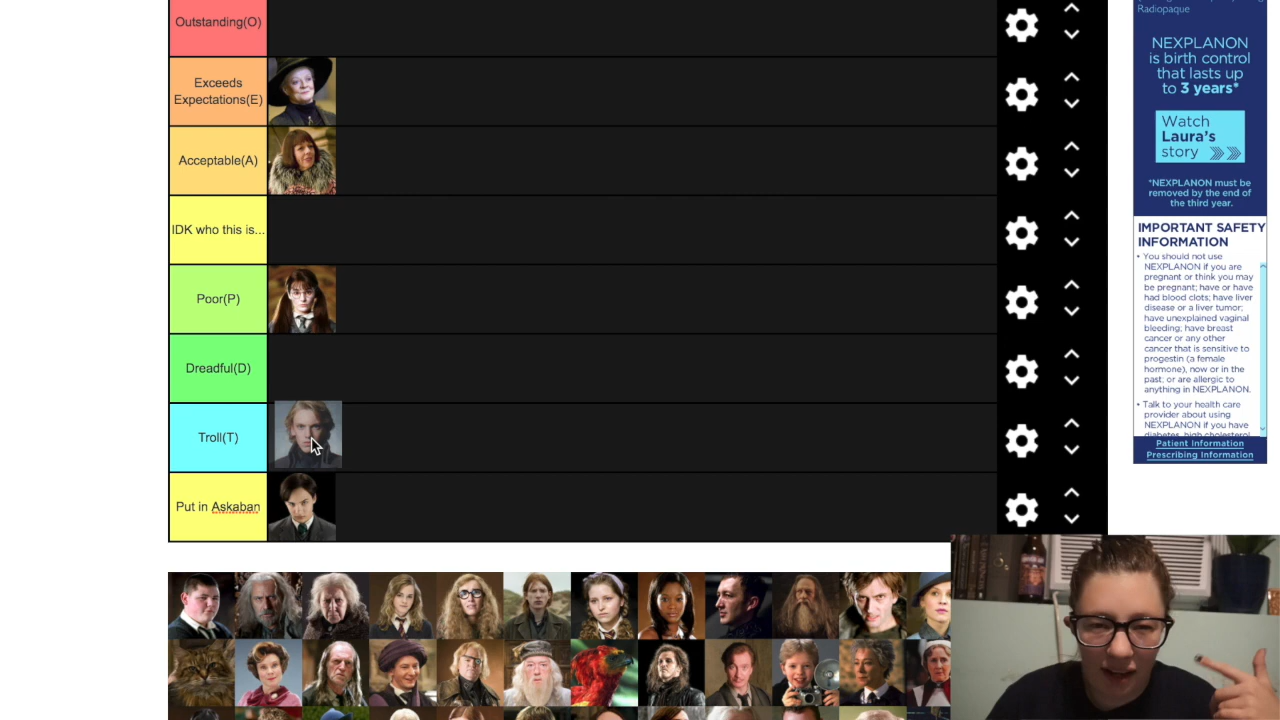 Outstanding(O)
Exceeds
Expectations(E)
Acceptable(A)
IDK who this is...
Poor(P)
Dreadful(D)
Troll(T)
Put in Askaban
Radiopaque
NEXPLANON
is birth control
that lasts up
to 3 years*
Watch
Laura's
story
*NEXPLANON must be
removed by the end of
the third year.
IMPORTANT SAFETY
INFORMATION
• You should not use
NEXPLANON if you are
pregnant or think you may
be pregnant; have or have
had blood clots; have liver
disease or a liver tumor;
have unexplained vaginal
bleeding; have breast
cancer or any other
cancer that is sensitive to
progestin (a female
hormone), now or in the
past; or are allergic to
anything in NEXPLANON.
• Talk to your health care
provider about using
NEXPLANON if you have
diabetes, high cholesterol
Patient Information
Prescribing Information